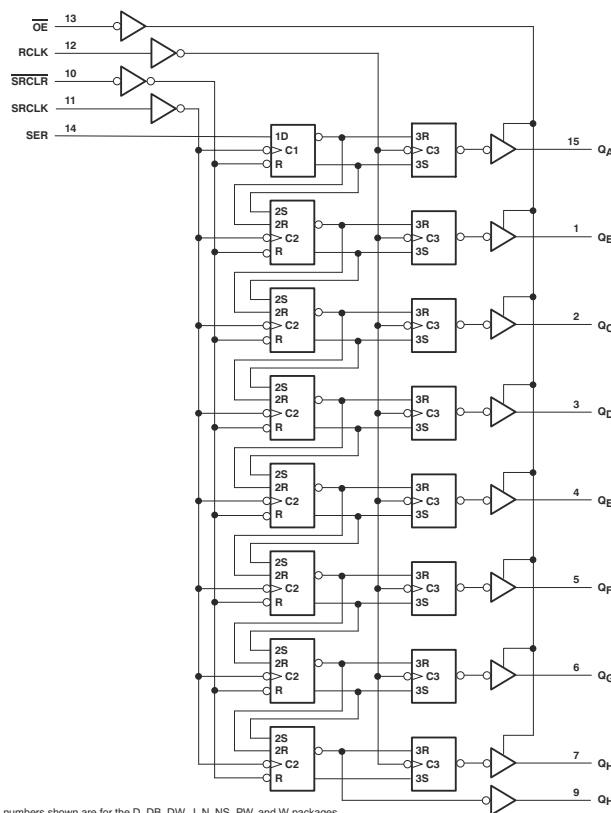 OE 13
RCLK 12
SRCLR 10
SRCLK 11
SER 14
1D
C1
R
3R
C3
3S
15 QA
2S
2R
C2
R
3R
C3
3S
1 QB
2S
2R
C2
R
3R
C3
3S
2 QC
2S
2R
C2
R
3R
C3
3S
3 QD
2S
2R
C2
R
3R
C3
3S
4 QE
2S
2R
C2
R
3R
C3
3S
5 QF
2S
2R
C2
R
3R
C3
3S
6 QG
2S
2R
C2
R
3R
C3
3S
7 QH
9 QH
numbers shown are for the D, DB, DW, J, N, NS, PW, and W packages